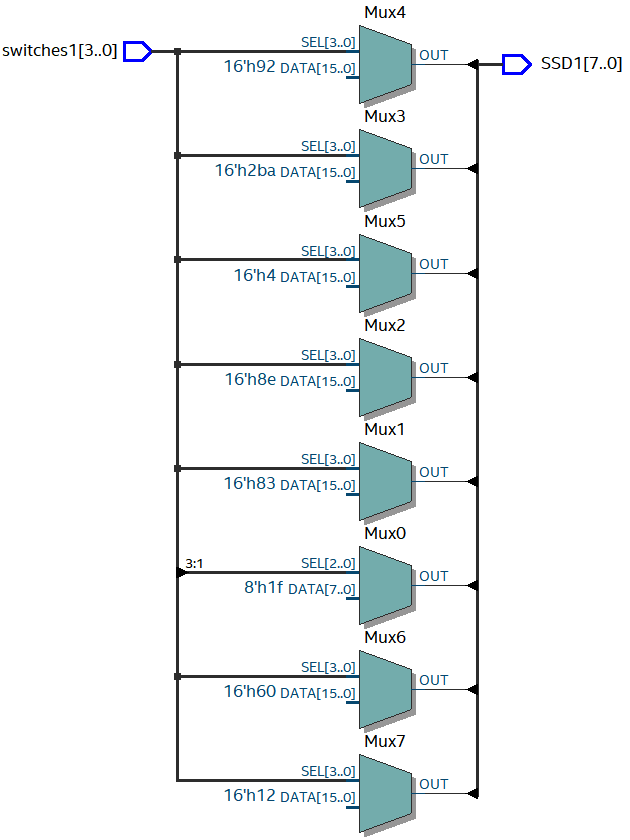 Mux4
switches1[3..0]
SEL[3..0]
16'h92 DATA[15..0]
OUT
SSD1[7..0]
Mux3
SEL[3..0]
16'h2ba DATA[15..0]
OUT
Mux5
SEL[3..0]
16'h4 DATA[15..0]
OUT
Mux2
SEL[3..0]
16'h8e DATA[15..0]
OUT
Mux1
SEL[3..0]
16'h83 DATA[15..0]
OUT
Mux0
3:1
SEL[2..0]
8'h1f DATA[7..0]
OUT
Mux6
SEL[3..0]
16'h60 DATA[15..0]
OUT
Mux7
SEL[3..0]
16'h12 DATA[15..0]
OUT